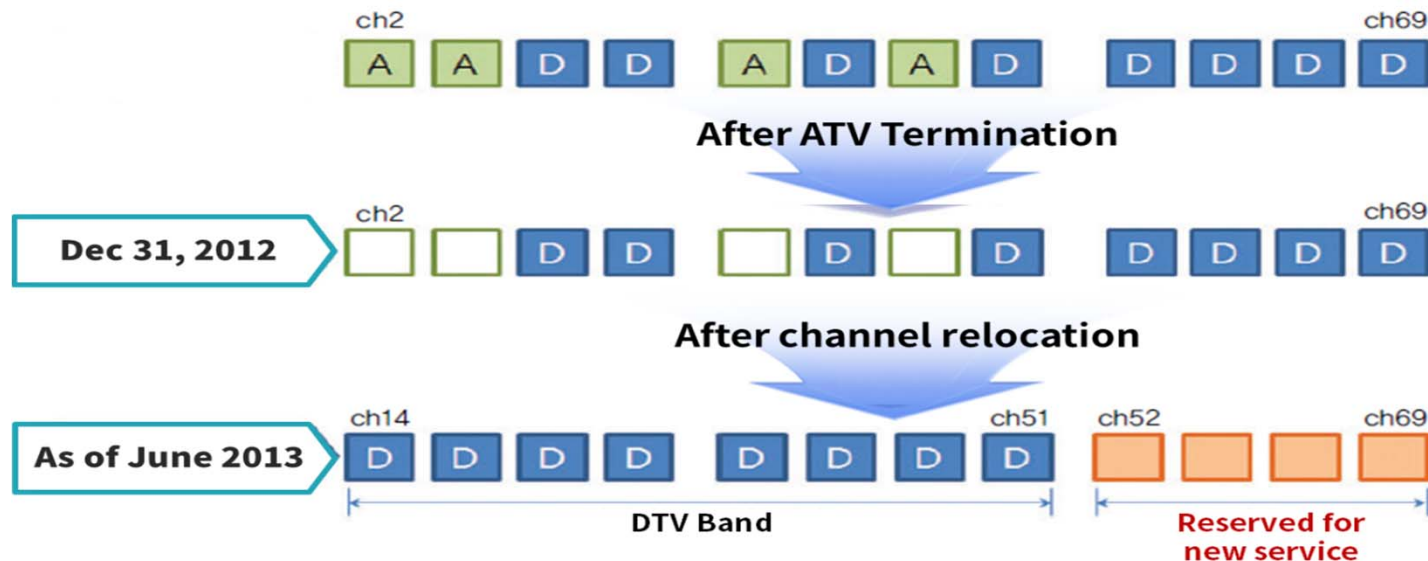 ch2 ch69
A A D D A D A D D D D D
After ATV Termination
ch2 ch69
Dec 31, 2012 D D D D D D D D
After channel relocation
ch14 ch51 ch52 ch69
As of June 2013 D D D D D D D D
DTV Band Reserved for
new service